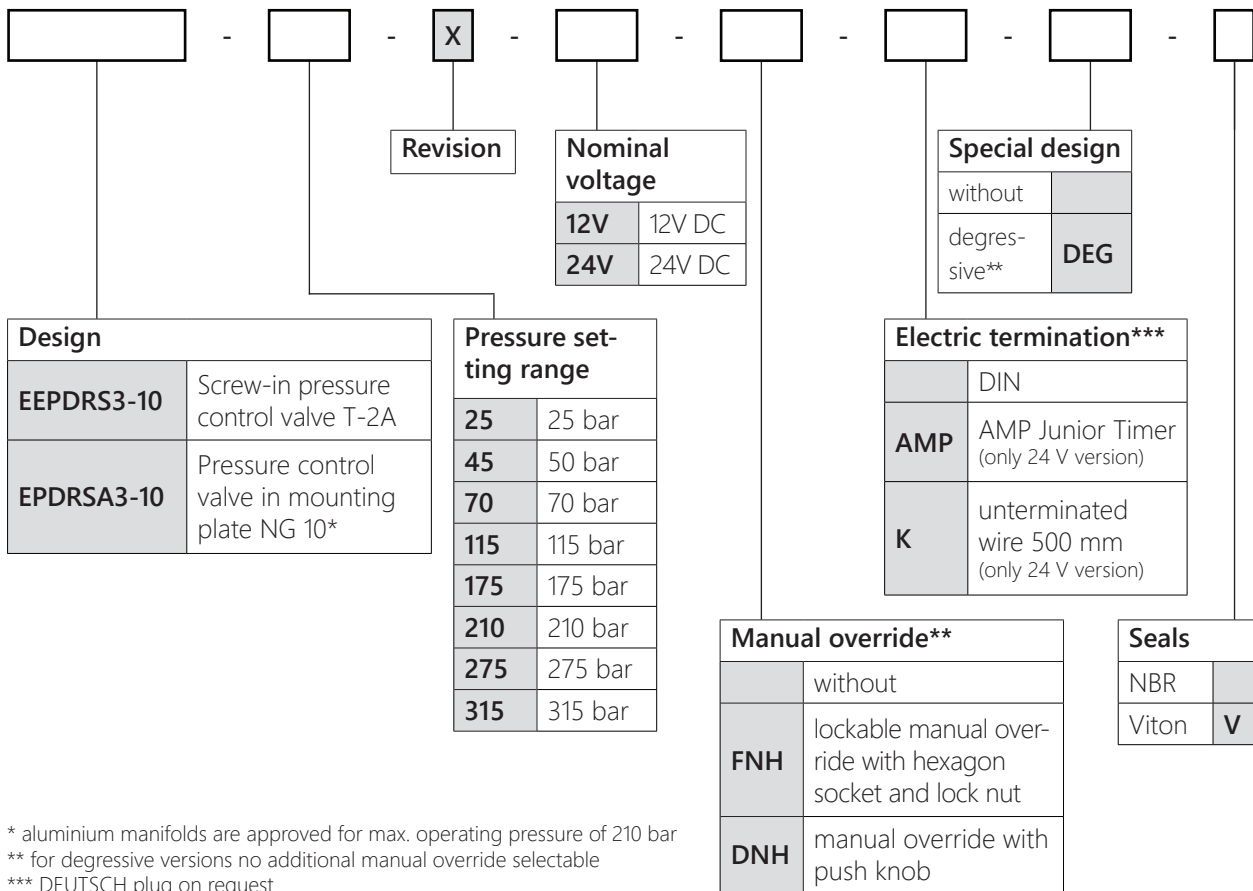 - - X - - - - -
Revision
Nominal
voltage
12V 12V DC
24V 24V DC
Special design
without
degres-
sive** DEG
Design
EEPDRS3-10 Screw-in pressure
control valve T-2A
EPDRSA3-10 Pressure control
valve in mounting
plate NG 10*
Pressure set-
ting range
25 25 bar
45 50 bar
70 70 bar
115 115 bar
175 175 bar
210 210 bar
275 275 bar
315 315 bar
Electric termination***
DIN
AMP AMP Junior Timer
(only 24 V version)
K unterminated
wire 500 mm
(only 24 V version)
Manual override**
without
FNH lockable manual over-
ride with hexagon
socket and lock nut
DNH manual override with
push knob
Seals
NBR
Viton V
* aluminium manifolds are approved for max. operating pressure of 210 bar
** for degressive versions no additional manual override selectable
*** DEUTSCH plug on request